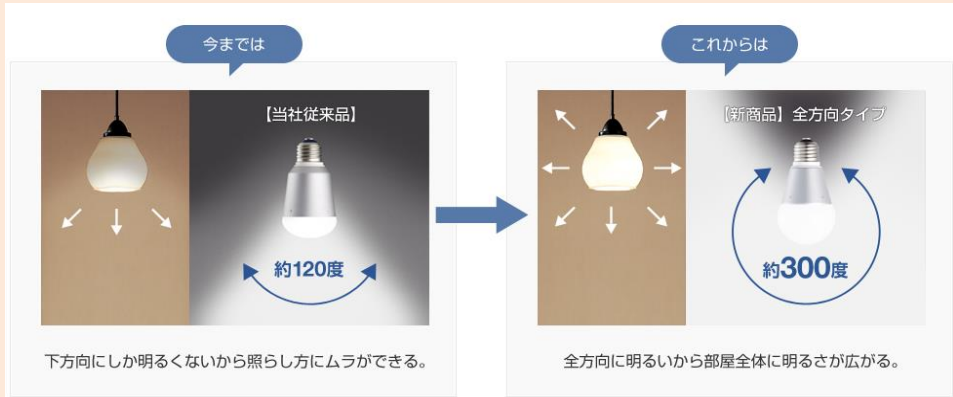 今までは
【当社従来品】
約120度
下方向にしか明るくないから照らし方にムラができる。
これからは
【新商品】全方向タイプ
約300度
全方向に明るいから部屋全体に明るさが広がる。